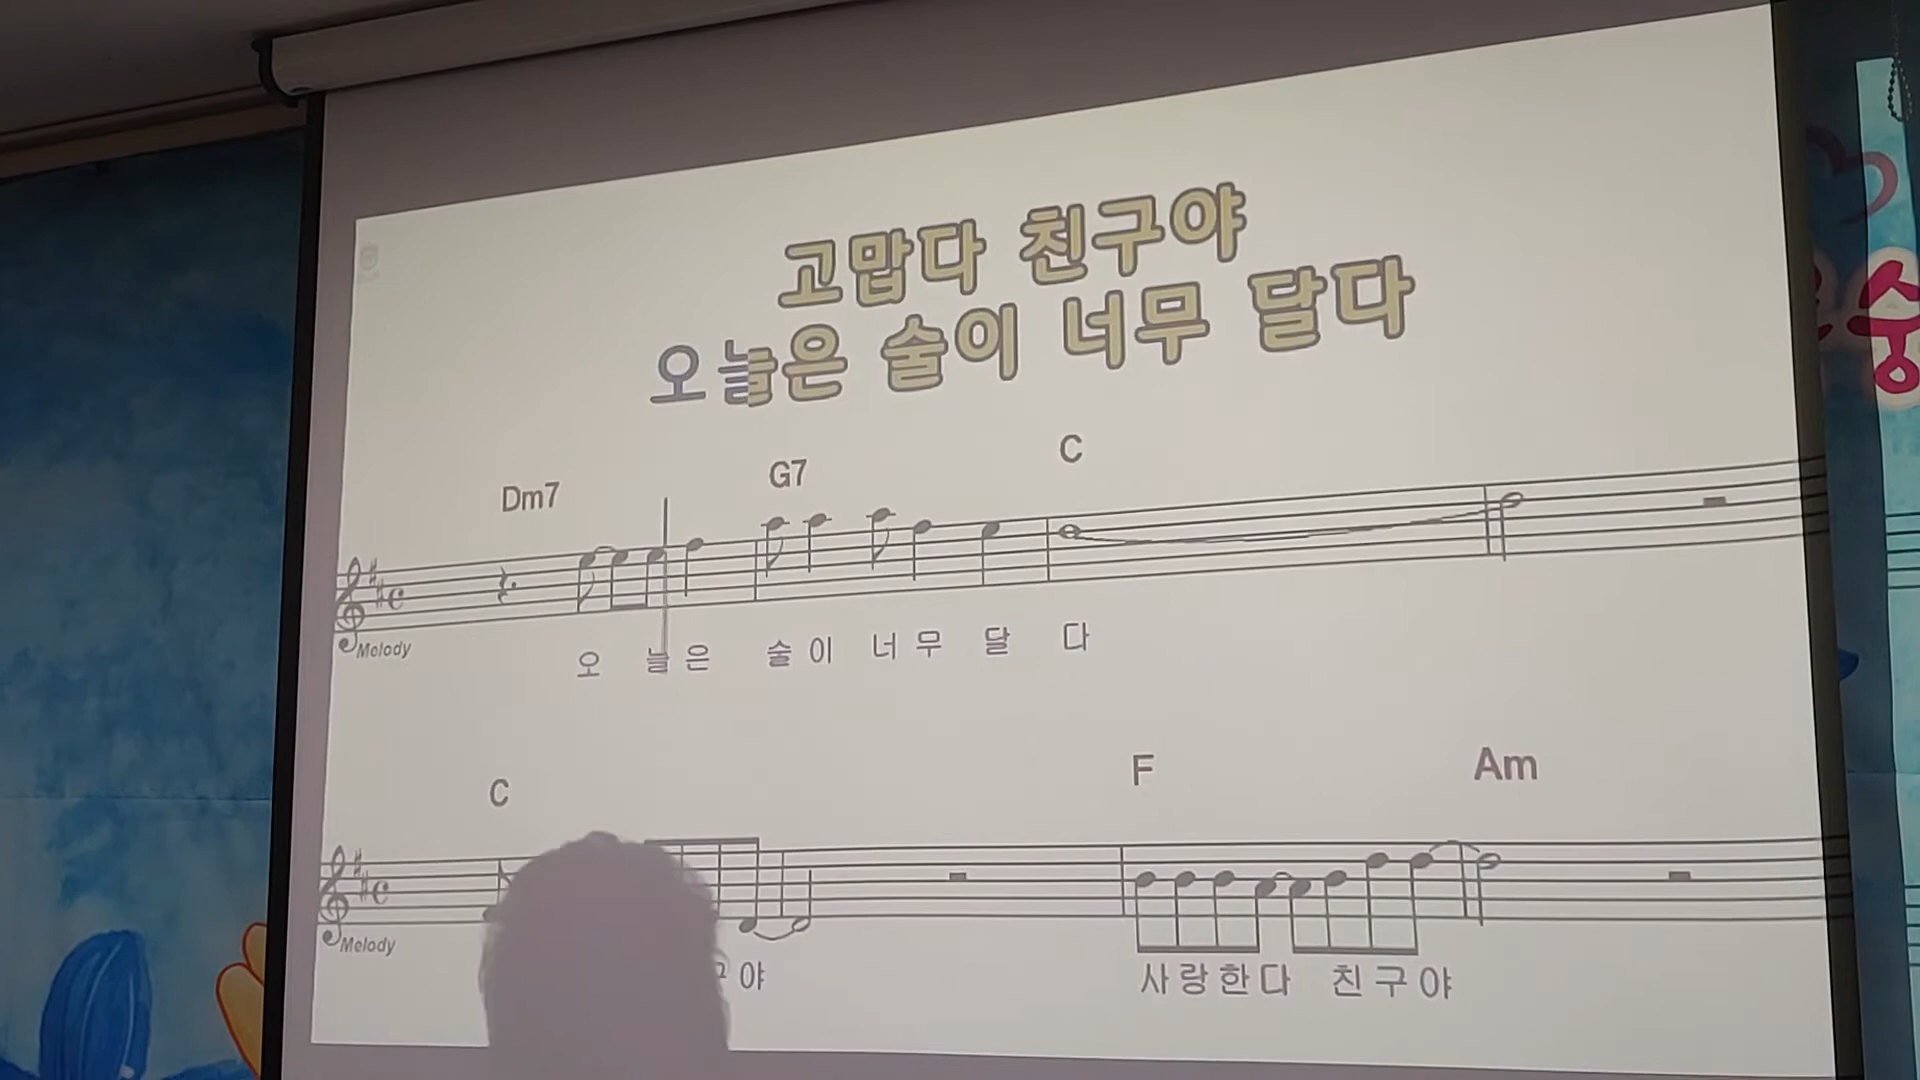 고맙다 친구야
오늘은 술이 너무 달다
Dm7 G7 C
Melody
오 늘은 술이 너무 달 다
C F Am
Melody
야 사랑한다 친구야
숭